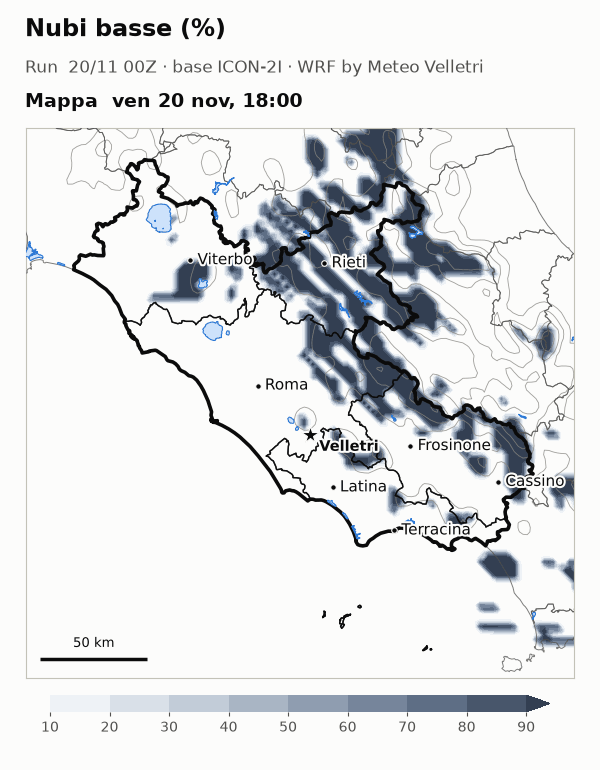 Nubi basse (%)
Run  20/11 00Z · base ICON-2I · WRF by Meteo Velletri
Mappa  ven 20 nov, 18:00
Viterbo
Rieti
Roma
Velletri
Frosinone
Latina
Cassino
Terracina
50 km
10 20 30 40 50 60 70 80 90